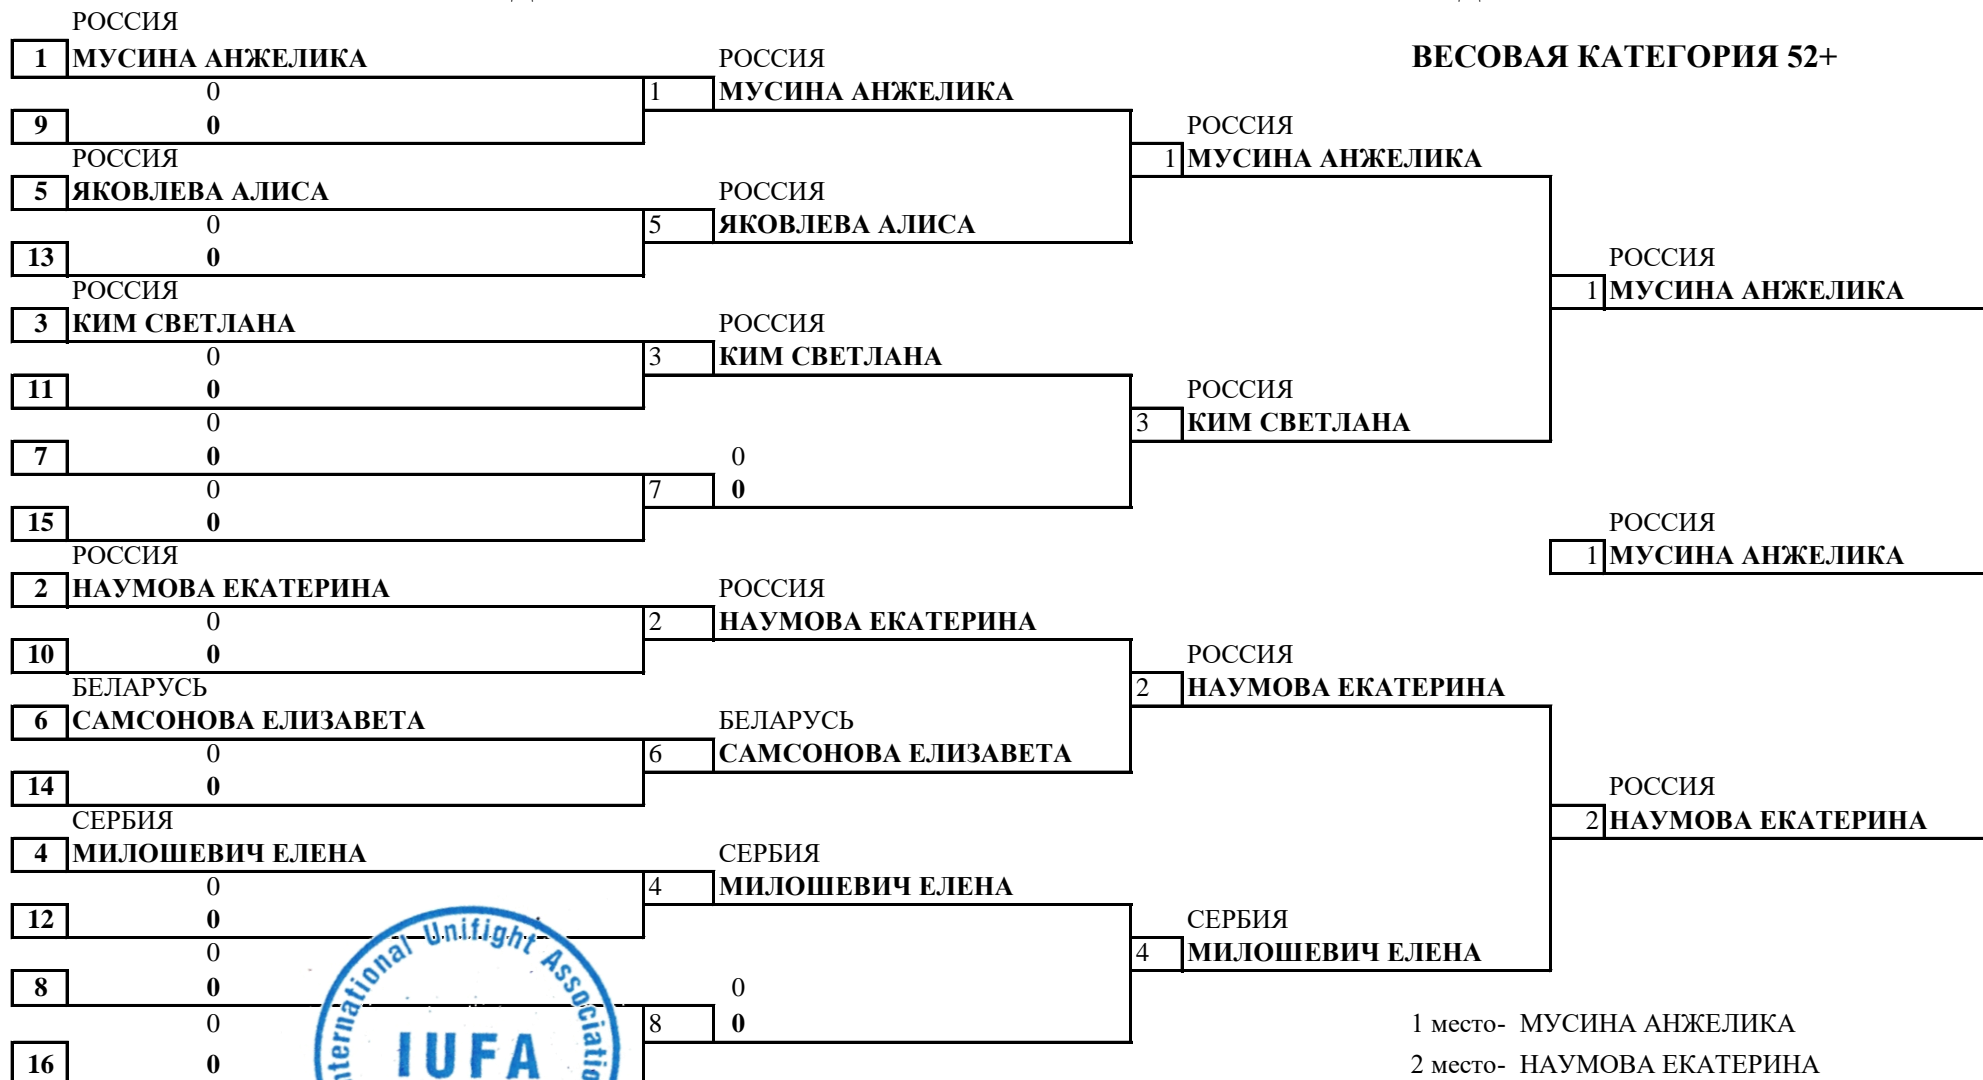 РОССИЯ
1 МУСИНА АНЖЕЛИКА РОССИЯ ВЕСОВАЯ КАТЕГОРИЯ 52+
0 1 МУСИНА АНЖЕЛИКА
9 0 РОССИЯ
РОССИЯ 1 МУСИНА АНЖЕЛИКА
5 ЯКОВЛЕВА АЛИСА РОССИЯ
0 5 ЯКОВЛЕВА АЛИСА
13 0 РОССИЯ
РОССИЯ 1 МУСИНА АНЖЕЛИКА
3 КИМ СВЕТЛАНА РОССИЯ
0 3 КИМ СВЕТЛАНА
11 0 РОССИЯ
0 3 КИМ СВЕТЛАНА
7 0 0
0 7 0
15 0 РОССИЯ
РОССИЯ 1 МУСИНА АНЖЕЛИКА
2 НАУМОВА ЕКАТЕРИНА РОССИЯ
0 2 НАУМОВА ЕКАТЕРИНА
10 0 РОССИЯ
БЕЛАРУСЬ 2 НАУМОВА ЕКАТЕРИНА
6 САМСОНОВА ЕЛИЗАВЕТА БЕЛАРУСЬ
0 6 САМСОНОВА ЕЛИЗАВЕТА
14 0 РОССИЯ
СЕРБИЯ 2 НАУМОВА ЕКАТЕРИНА
4 МИЛОШЕВИЧ ЕЛЕНА СЕРБИЯ
0 4 МИЛОШЕВИЧ ЕЛЕНА
12 0 СЕРБИЯ
0 4 МИЛОШЕВИЧ ЕЛЕНА
8 0 0
0 8 0 1 место- МУСИНА АНЖЕЛИКА
16 0 2 место- НАУМОВА ЕКАТЕРИНА
Unifight
IUFA